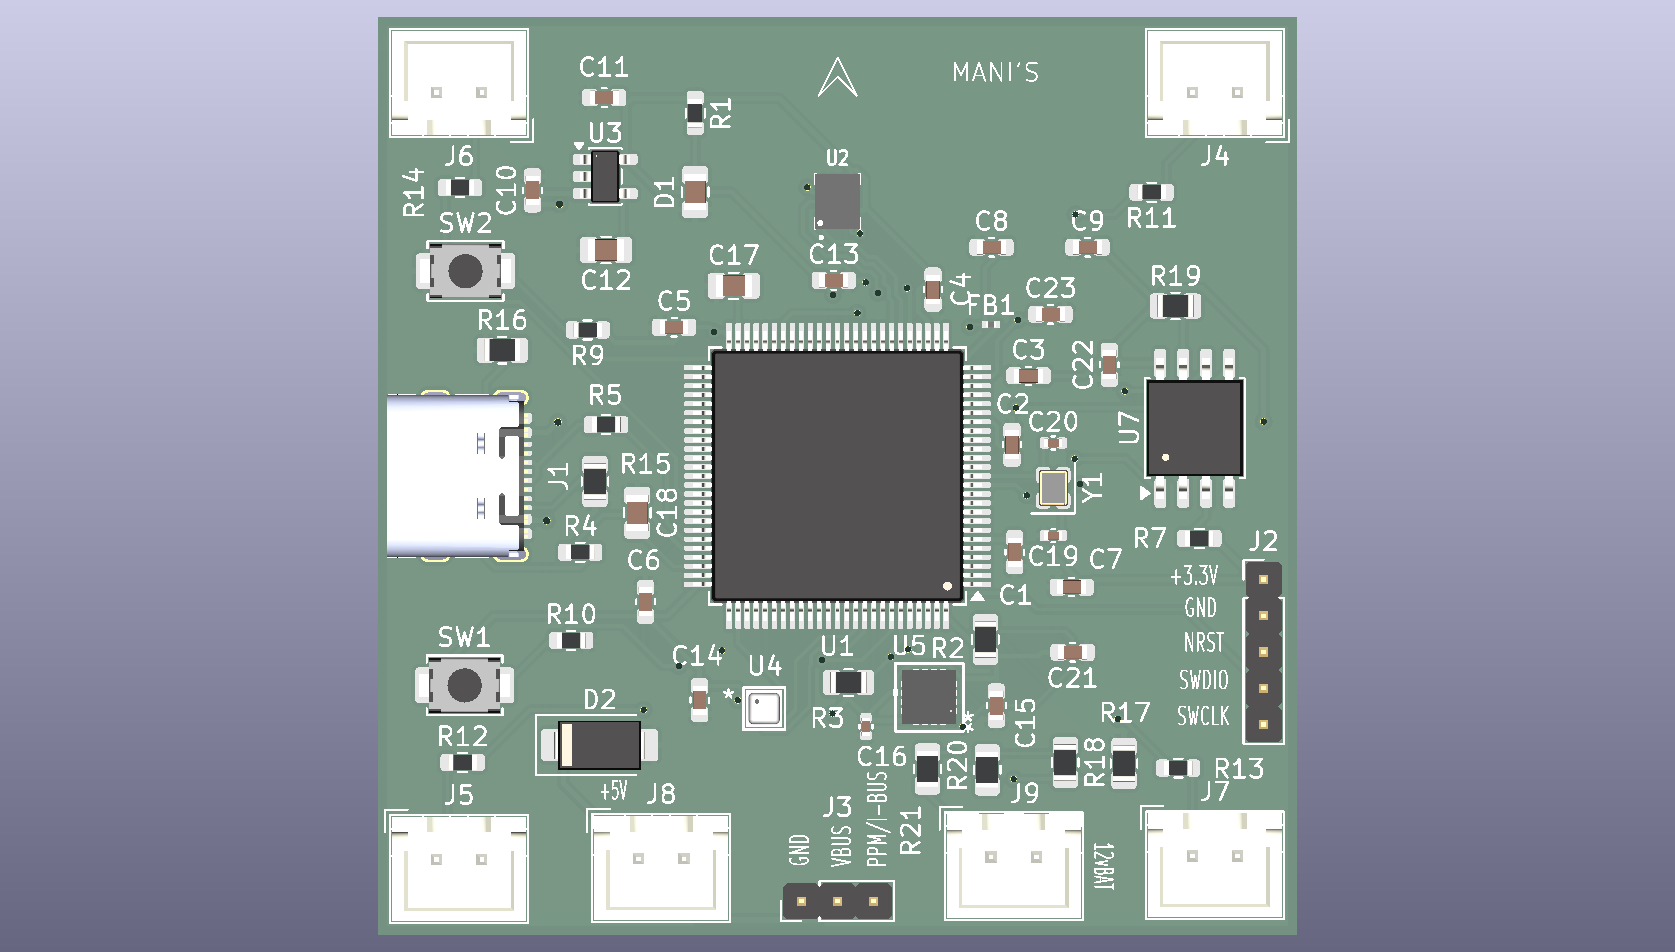 C11
MANI'S
R1
U3
J6
U2
J4
R14
C10
D1
SW2
R11
C8
C9
C17
C13
C12
R19
C4
C5
FB1
C23
R16
R9
C3
C22
R5
C2
C20
U7
J1
R15
Y1
C18
R4
R7
J2
C6
C19
C7
+3.3V
C1
GND
R10
SW1
U1
U5
R2
NRST
C14
U4
*
C21
SWDIO
D2
R3
*
*
C15
R17
SWCLK
R12
C16
R20
R18
R13
+5V
J5
J8
J3
PPM/I-BUS
VBUS
GND
R21
J9
J7
12vBAT